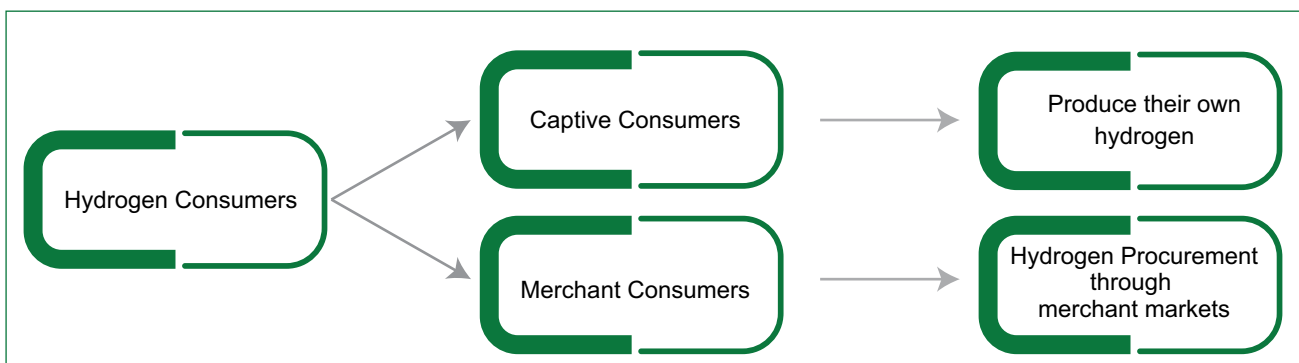 Hydrogen Consumers
Captive Consumers
Produce their own
hydrogen
Merchant Consumers
Hydrogen Procurement
through
merchant markets